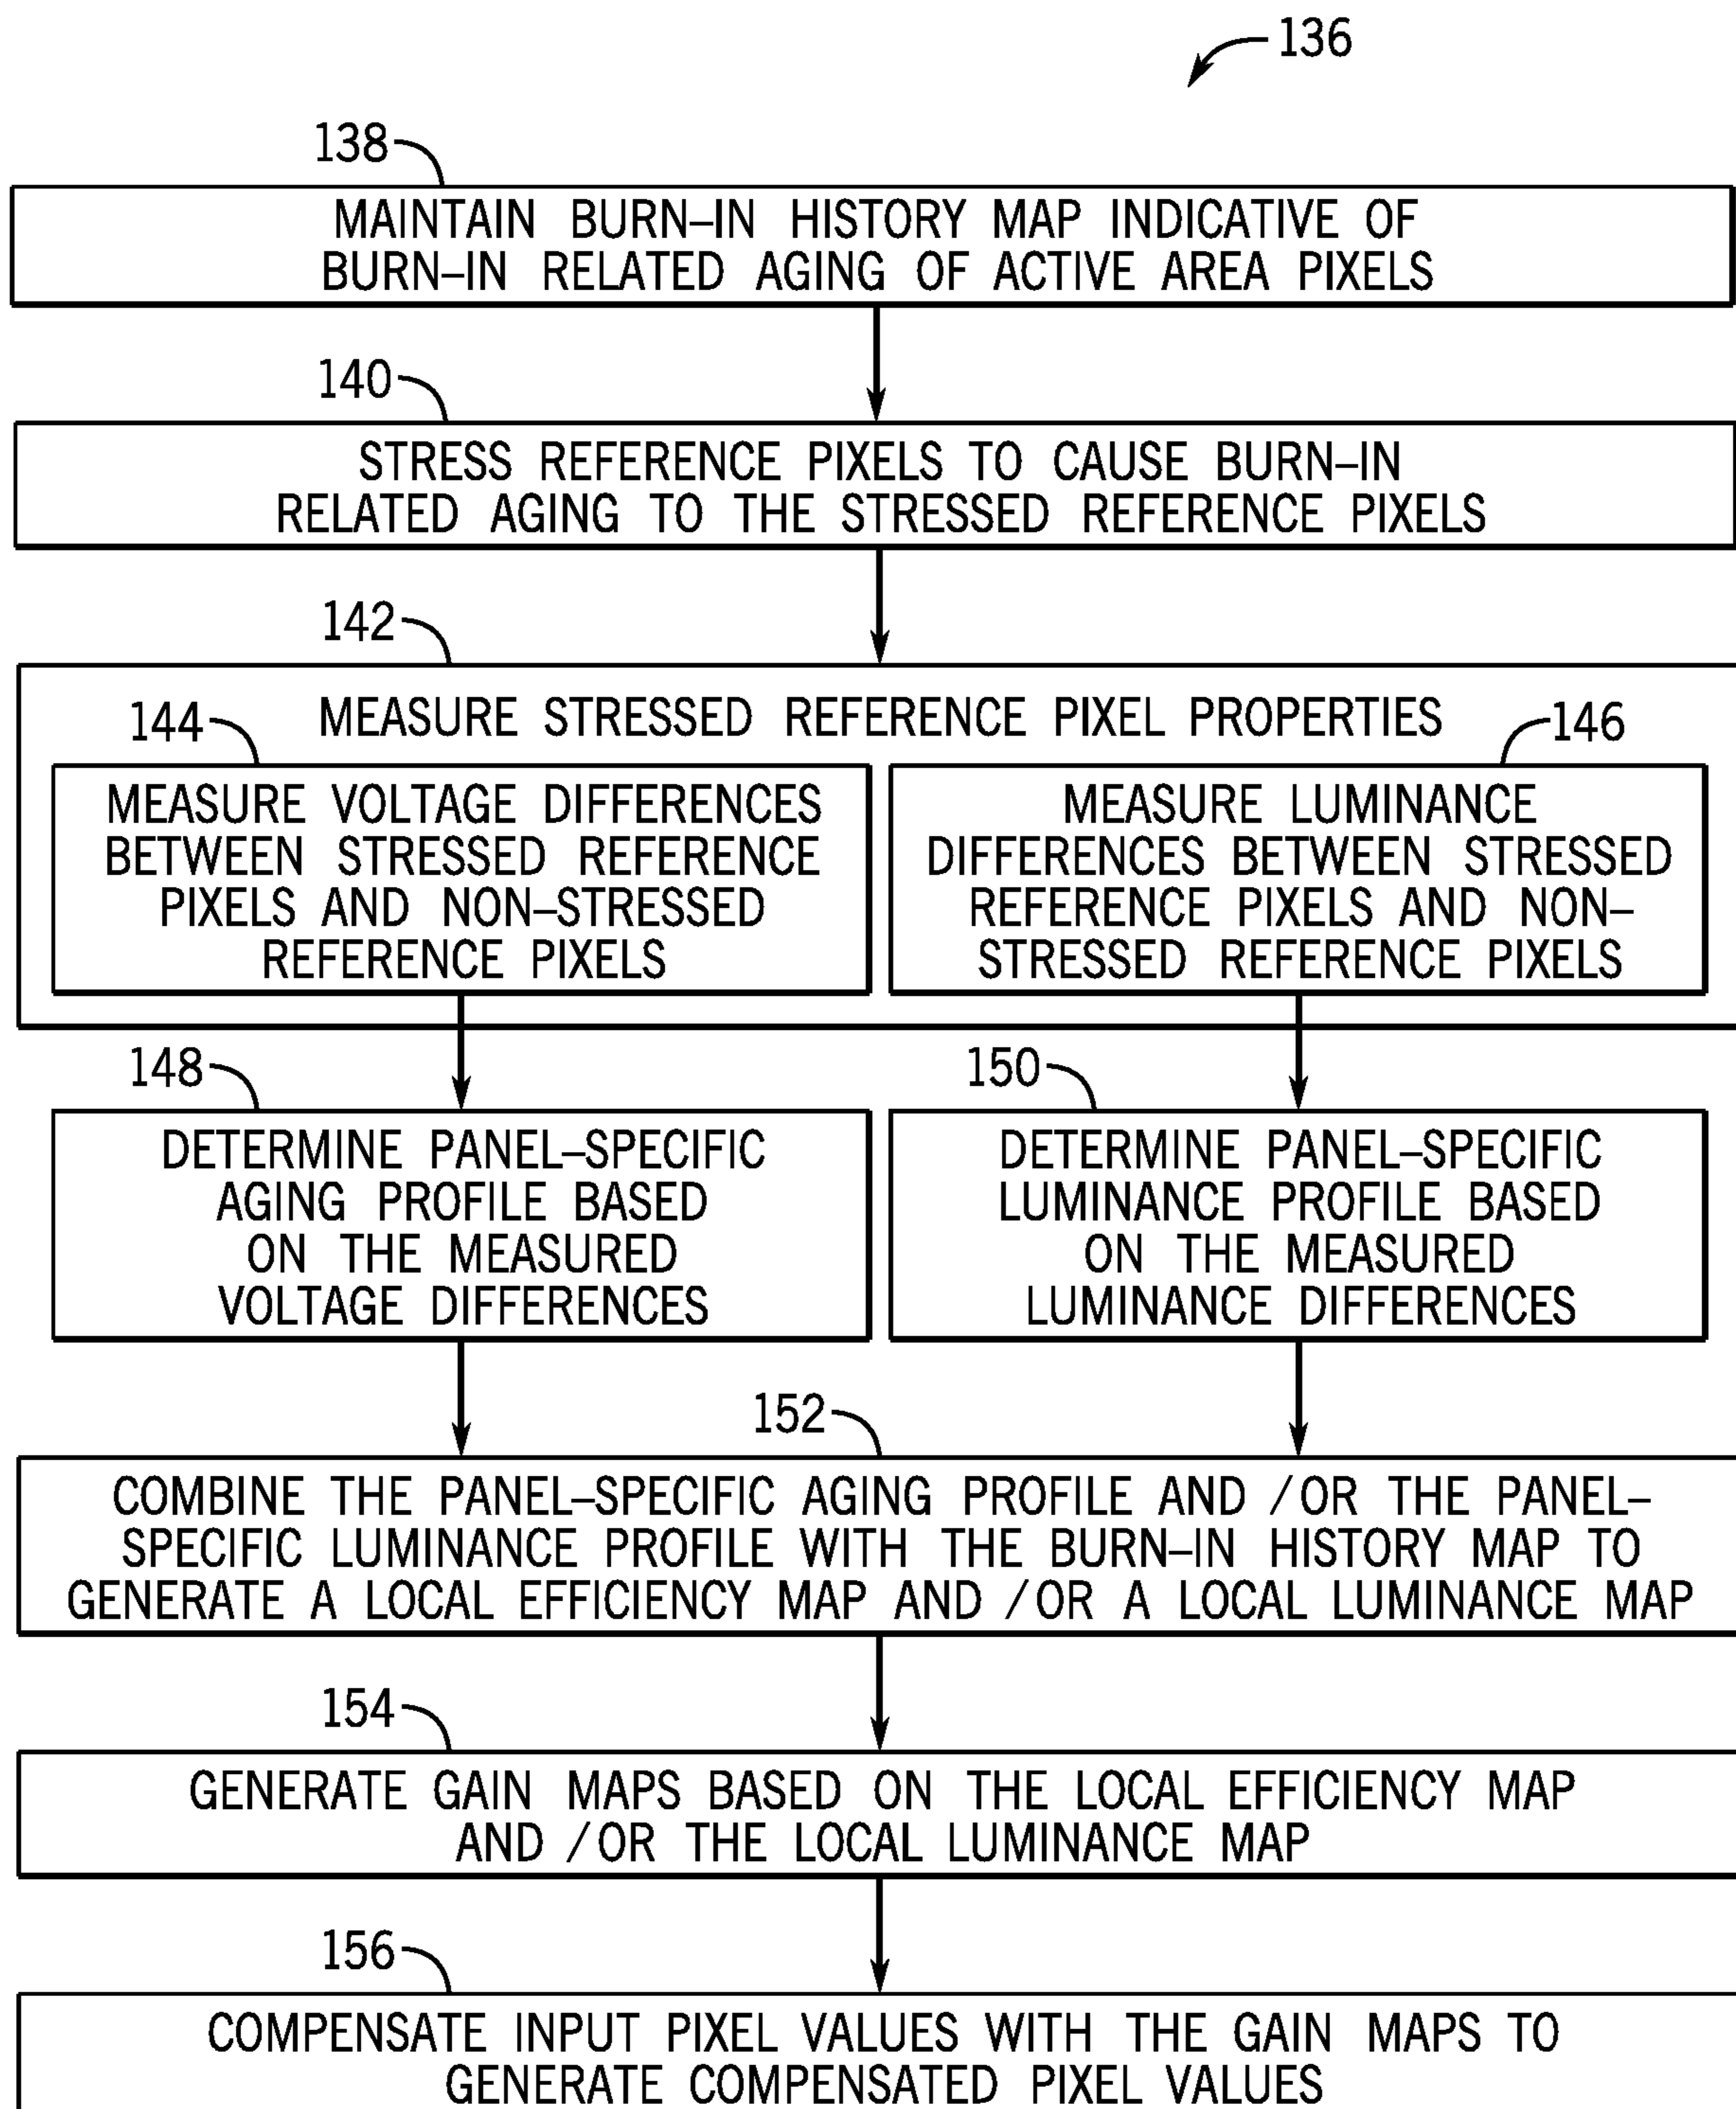 136
138
MAINTAIN BURN–IN HISTORY MAP INDICATIVE OF
BURN–IN RELATED AGING OF ACTIVE AREA PIXELS
140
STRESS REFERENCE PIXELS TO CAUSE BURN–IN
RELATED AGING TO THE STRESSED REFERENCE PIXELS
142
MEASURE STRESSED REFERENCE PIXEL PROPERTIES
144
MEASURE VOLTAGE DIFFERENCES
BETWEEN STRESSED REFERENCE
PIXELS AND NON–STRESSED
REFERENCE PIXELS
146
MEASURE LUMINANCE
DIFFERENCES BETWEEN STRESSED
REFERENCE PIXELS AND NON–
STRESSED REFERENCE PIXELS
148
DETERMINE PANEL–SPECIFIC
AGING PROFILE BASED
ON THE MEASURED
VOLTAGE DIFFERENCES
150
DETERMINE PANEL–SPECIFIC
LUMINANCE PROFILE BASED
ON THE MEASURED
LUMINANCE DIFFERENCES
152
COMBINE THE PANEL–SPECIFIC AGING PROFILE AND /OR THE PANEL–
SPECIFIC LUMINANCE PROFILE WITH THE BURN–IN HISTORY MAP TO
GENERATE A LOCAL EFFICIENCY MAP AND /OR A LOCAL LUMINANCE MAP
154
GENERATE GAIN MAPS BASED ON THE LOCAL EFFICIENCY MAP
AND /OR THE LOCAL LUMINANCE MAP
156
COMPENSATE INPUT PIXEL VALUES WITH THE GAIN MAPS TO
GENERATE COMPENSATED PIXEL VALUES